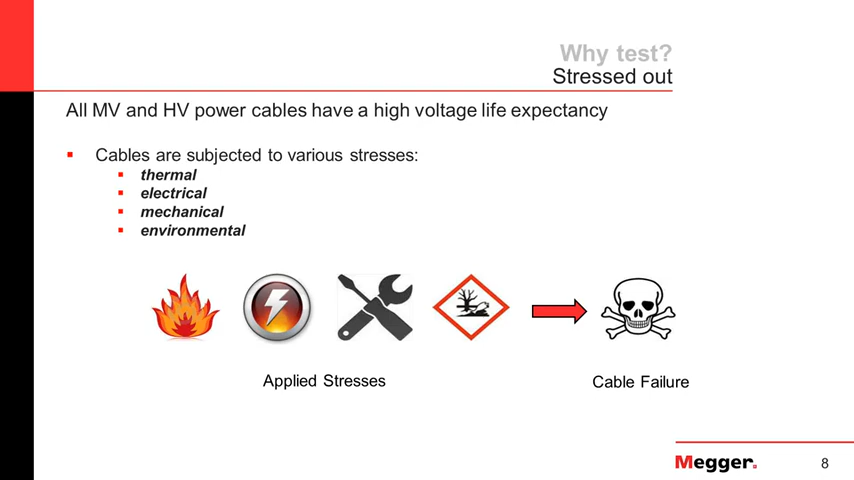 Why test?
Stressed out
All MV and HV power cables have a high voltage life expectancy
Cables are subjected to various stresses:
thermal
electrical
mechanical
environmental
Applied Stresses
Cable Failure
Megger.
8